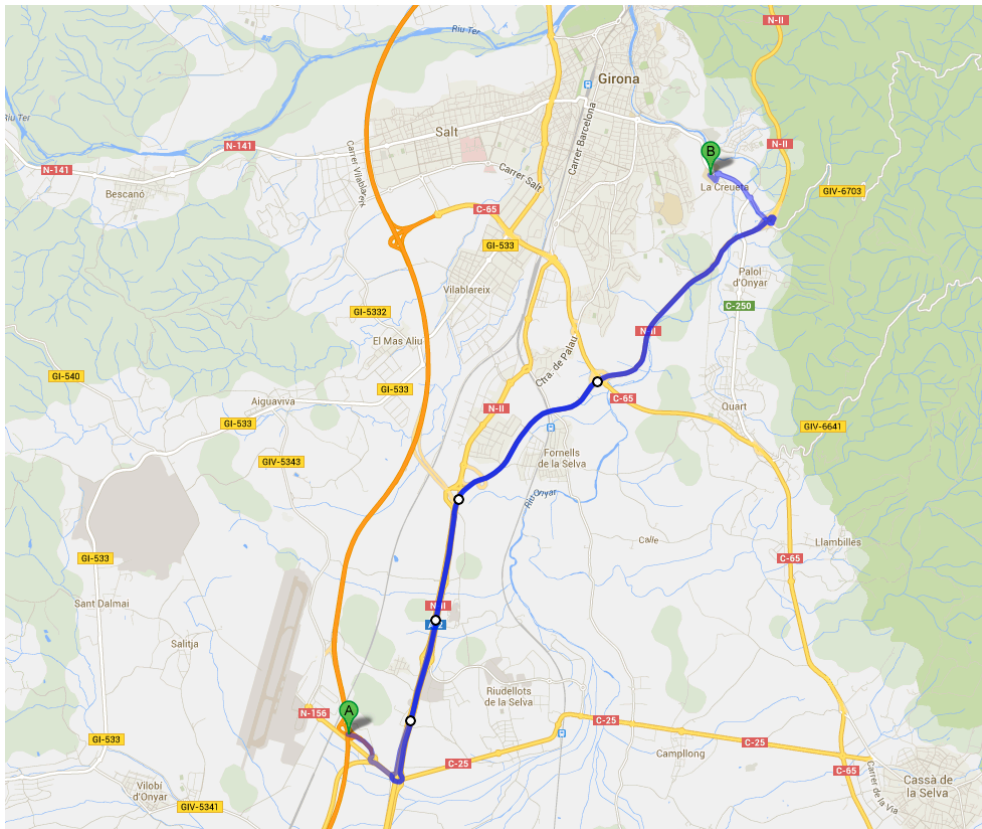 N-II
Riu Ter
Girona
Riu Ter
Salt
N-141
Carrer Barcelona
N-II
N-141
Carrer Vilablareix
B
Bescanó
Carrer Salt
La Creueta
GIV-6703
C-65
GI-533
Palol
d'Onyar
Vilablareix
C-250
GI-5332
N-II
El Mas Aliu
Ctra. de Palau
GI-540
GI-533
C-65
Aiguaviva
N-II
Quart
GI-533
GIV-6641
Fornells
de la Selva
GIV-5343
Riu Onyar
Calle
Llambilles
GI-533
C-65
Sant Dalmai
N-II
Salitja
Riudellots
de la Selva
A
N-156
C-25
GI-533
C-25
Campllong
C-25
C-65
Cassà de
la Selva
Vilobí
d'Onyar
Carrer de la Via
GIV-5341